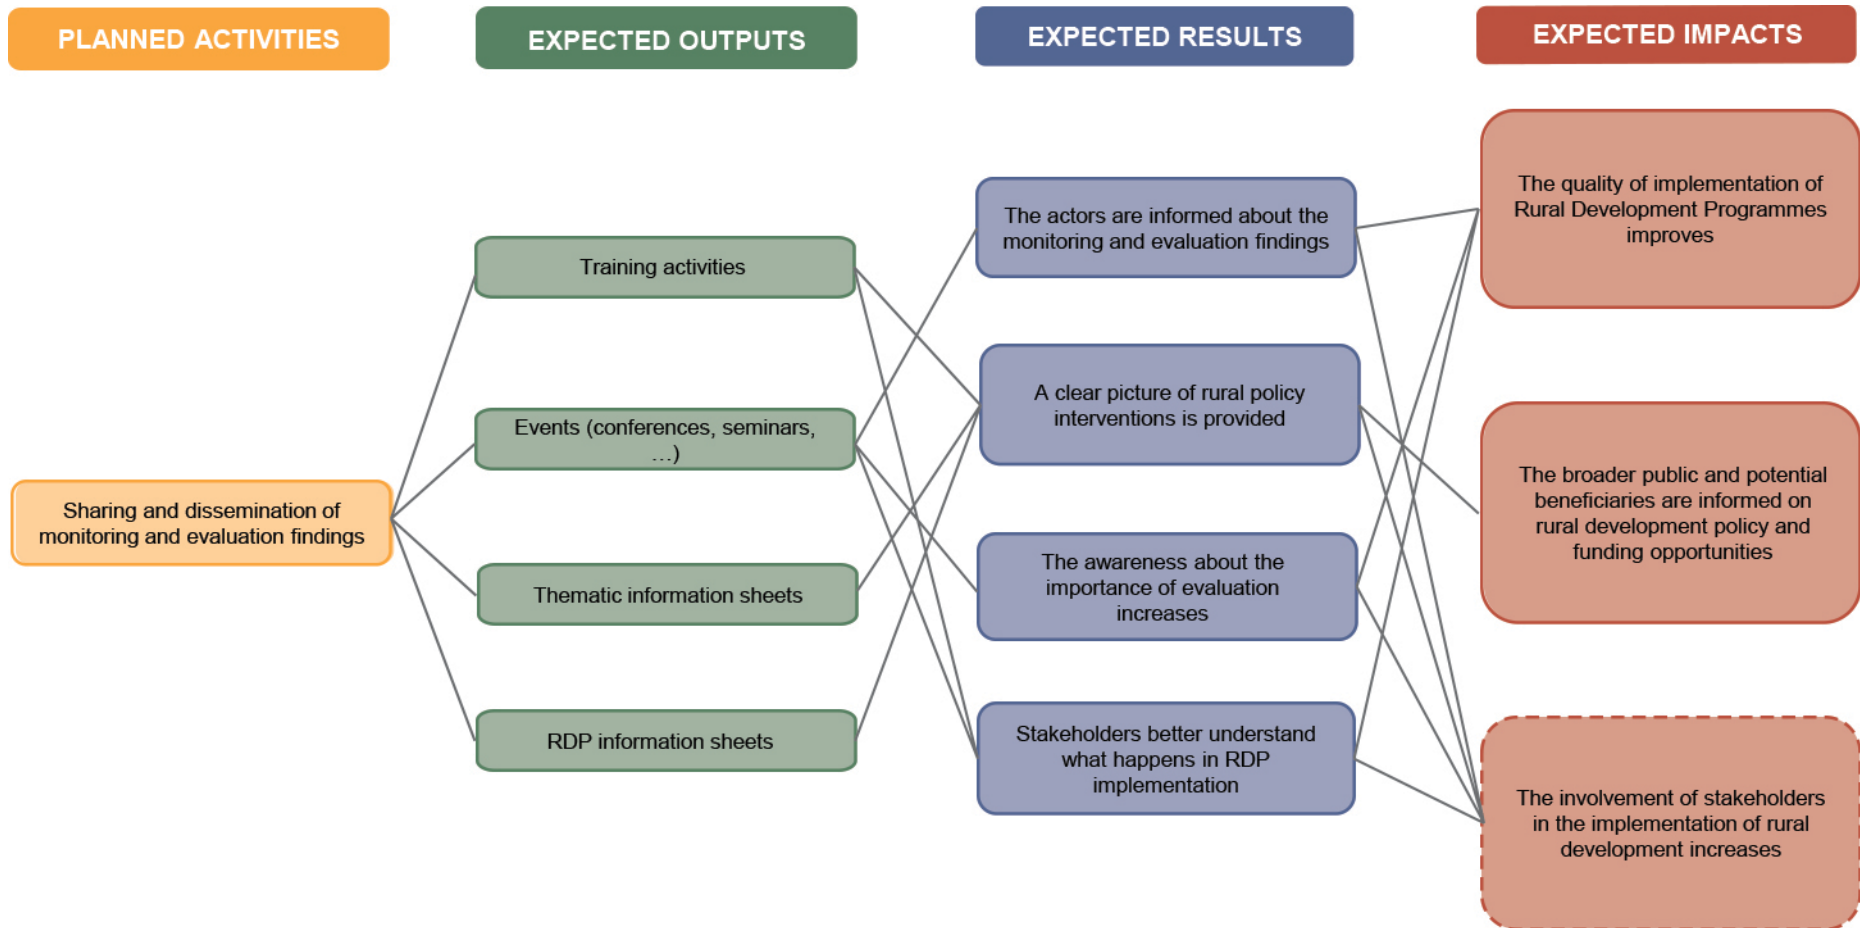 PLANNED ACTIVITIES
EXPECTED OUTPUTS
EXPECTED RESULTS
EXPECTED IMPACTS
Sharing and dissemination of
monitoring and evaluation findings
Training activities
Events (conferences, seminars,
…)
Thematic information sheets
RDP information sheets
The actors are informed about the
monitoring and evaluation findings
A clear picture of rural policy
interventions is provided
The awareness about the
importance of evaluation
increases
Stakeholders better understand
what happens in RDP
implementation
The quality of implementation of
Rural Development Programmes
improves
The broader public and potential
beneficiaries are informed on
rural development policy and
funding opportunities
The involvement of stakeholders
in the implementation of rural
development increases